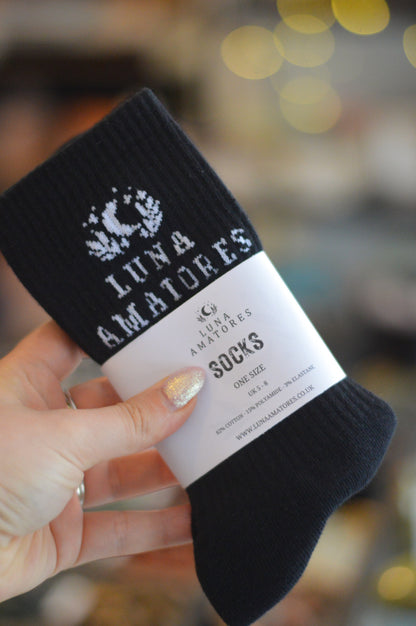 LUNA
AMATORES
LUNA
AMATORES
SOCKS
ONE SIZE
UK 5 - 8
82% COTTON - 15% POLYAMIDE - 3% ELASTANE
WWW.LUNAAMATORES.CO.UK